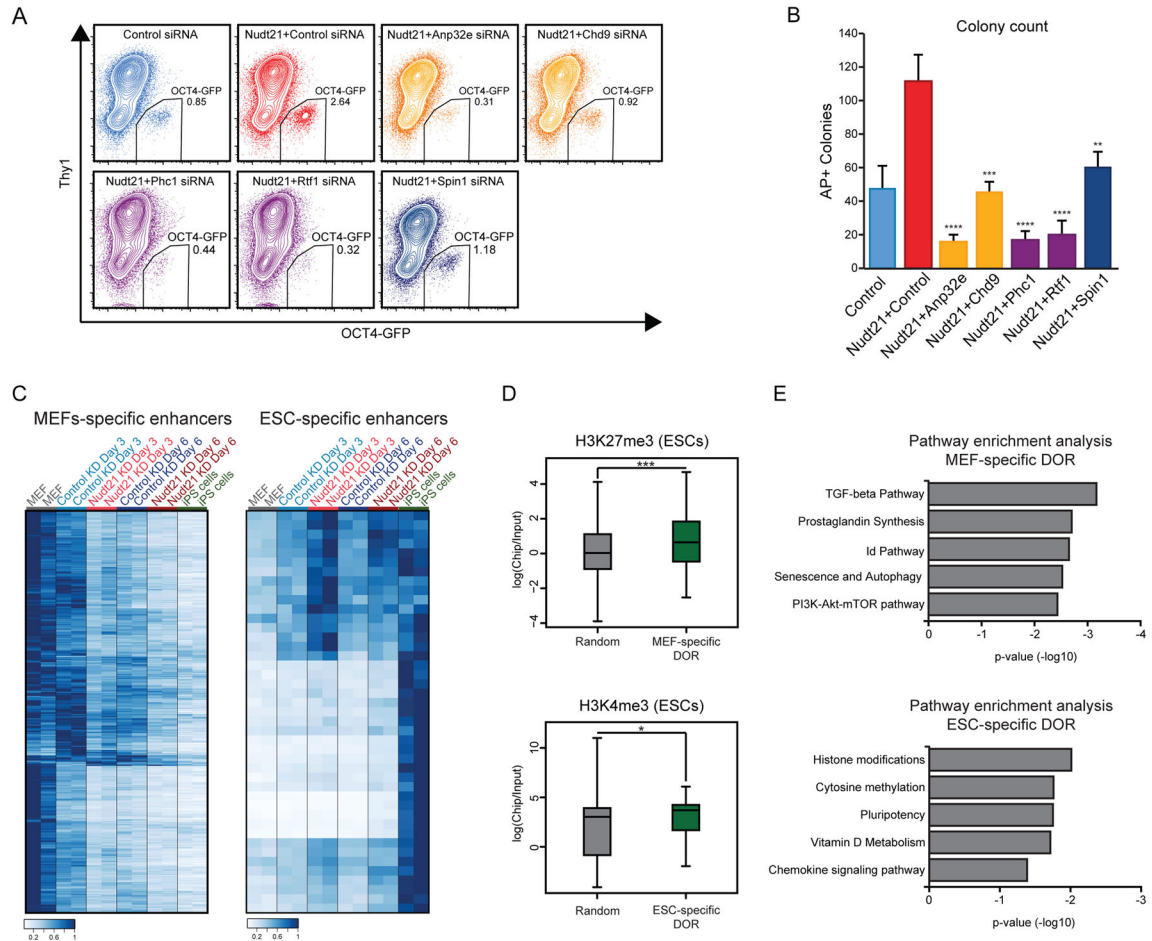 A
Control siRNA
Nudt21+Control siRNA
Nudt21+Anp32e siRNA
Nudt21+Chd9 siRNA
OCT4-GFP
0.85
OCT4-GFP
2.64
OCT4-GFP
0.31
OCT4-GFP
0.92
Nudt21+Phc1 siRNA
Nudt21+Rtf1 siRNA
Nudt21+Spin1 siRNA
OCT4-GFP
0.44
OCT4-GFP
0.32
OCT4-GFP
1.18
Thy1
OCT4-GFP
B
Colony count
AP+ Colonies
140
120
100
80
60
40
20
0
****
***
****
****
**
Control
Nudt21+Control
Nudt21+Anp32e
Nudt21+Chd9
Nudt21+Phc1
Nudt21+Rtf1
Nudt21+Spin1
C
MEFs-specific enhancers
MEF
MEF
Control KD Day 3
Control KD Day 3
Nudt21 KD Day 3
Nudt21 KD Day 3
Control KD Day 6
Control KD Day 6
Nudt21 KD Day 6
Nudt21 KD Day 6
iPS cells
iPS cells
0.2 0.6 1
ESC-specific enhancers
MEF
MEF
Control KD Day 3
Control KD Day 3
Nudt21 KD Day 3
Nudt21 KD Day 3
Control KD Day 6
Control KD Day 6
Nudt21 KD Day 6
Nudt21 KD Day 6
iPS cells
iPS cells
0.2 0.6 1
D
H3K27me3 (ESCs)
***
log(Chip/Input)
4
2
0
−2
−4
Random
MEF-specific
DOR
H3K4me3 (ESCs)
*
log(Chip/Input)
10
5
0
Random
ESC-specific
DOR
E
Pathway enrichment analysis
MEF-specific DOR
TGF-beta Pathway
Prostaglandin Synthesis
Id Pathway
Senescence and Autophagy
PI3K-Akt-mTOR pathway
0 -1 -2 -3 -4
p-value (-log10)
Pathway enrichment analysis
ESC-specific DOR
Histone modifications
Cytosine methylation
Pluripotency
Vitamin D Metabolism
Chemokine signaling pathway
0 -1 -2 -3
p-value (-log10)